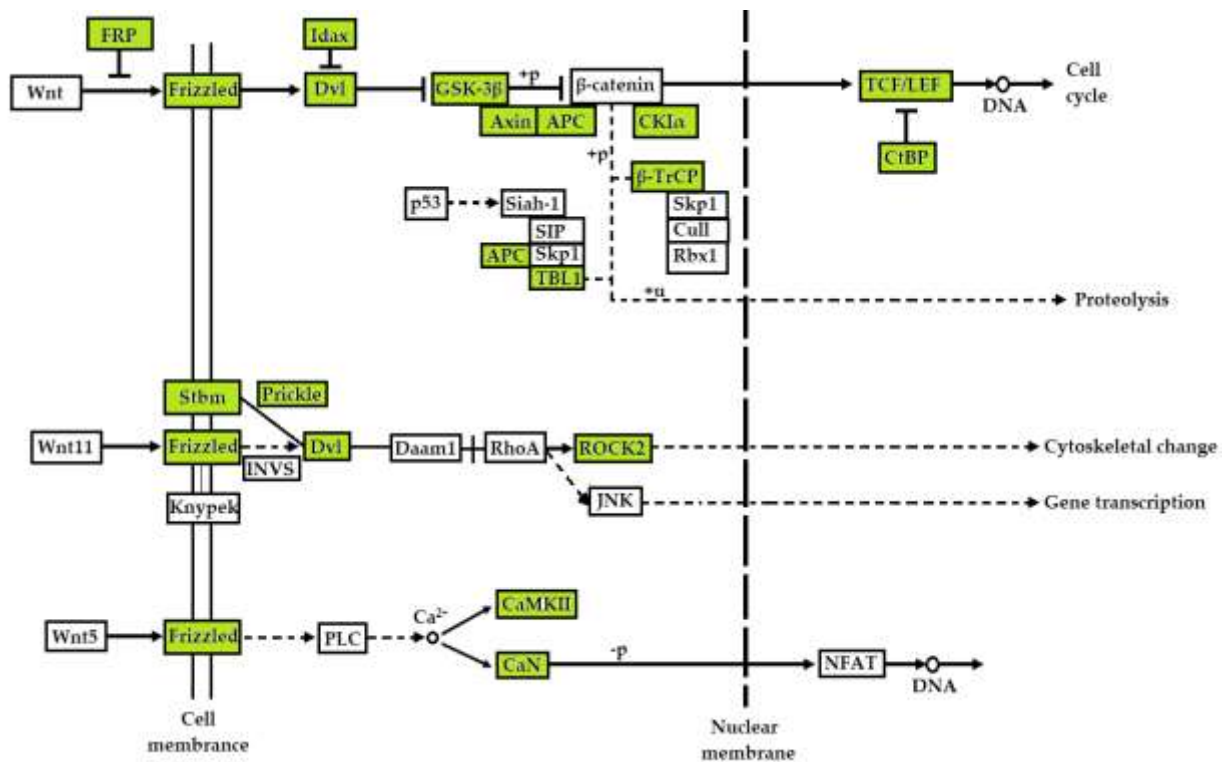 FRP
Idax
Wnt
Frizzled
Dvl
GSK-3β
+p
β-catenin
TCF/LEF
DNA
Cell
cycle
Axin
APC
CKIα
CtBP
+p
β-TrCP
p53
Siah-1
Skp1
SIP
Cull
APC
Skp1
Rbx1
TBL1
+u
Proteolysis
Stbm
Prickle
Wnt11
Frizzled
Dvl
Daam1
RhoA
ROCK2
Cytoskeletal change
INVS
Knypek
JNK
Gene transcription
Wnt5
Frizzled
PLC
Ca²⁻
CaMKII
CaN
-p
NFAT
DNA
Cell
membrance
Nuclear
membrane